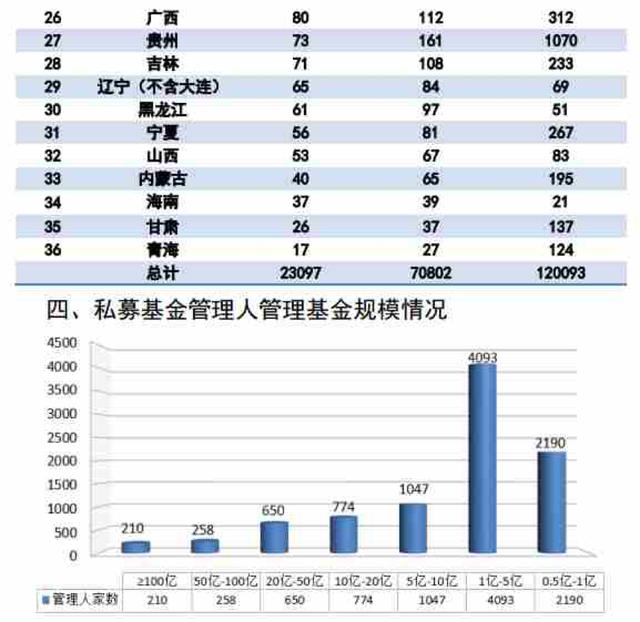 26 广西 80 112 312
27 贵州 73 161 1070
28 吉林 71 108 233
29 辽宁（不含大连） 65 84 69
30 黑龙江 61 97 51
31 宁夏 56 81 267
32 山西 53 67 83
33 内蒙古 40 65 195
34 海南 37 39 21
35 甘肃 26 37 137
36 青海 17 27 124
总计 23097 70802 120093
四、私募基金管理人管理基金规模情况
4500
4000
3500
3000
2500
2000
1500
1000
500
0
210
258
650
774
1047
4093
2190
≥100亿 50亿-100亿 20亿-50亿 10亿-20亿 5亿-10亿 1亿-5亿 0.5亿-1亿
管理人家数 210 258 650 774 1047 4093 2190